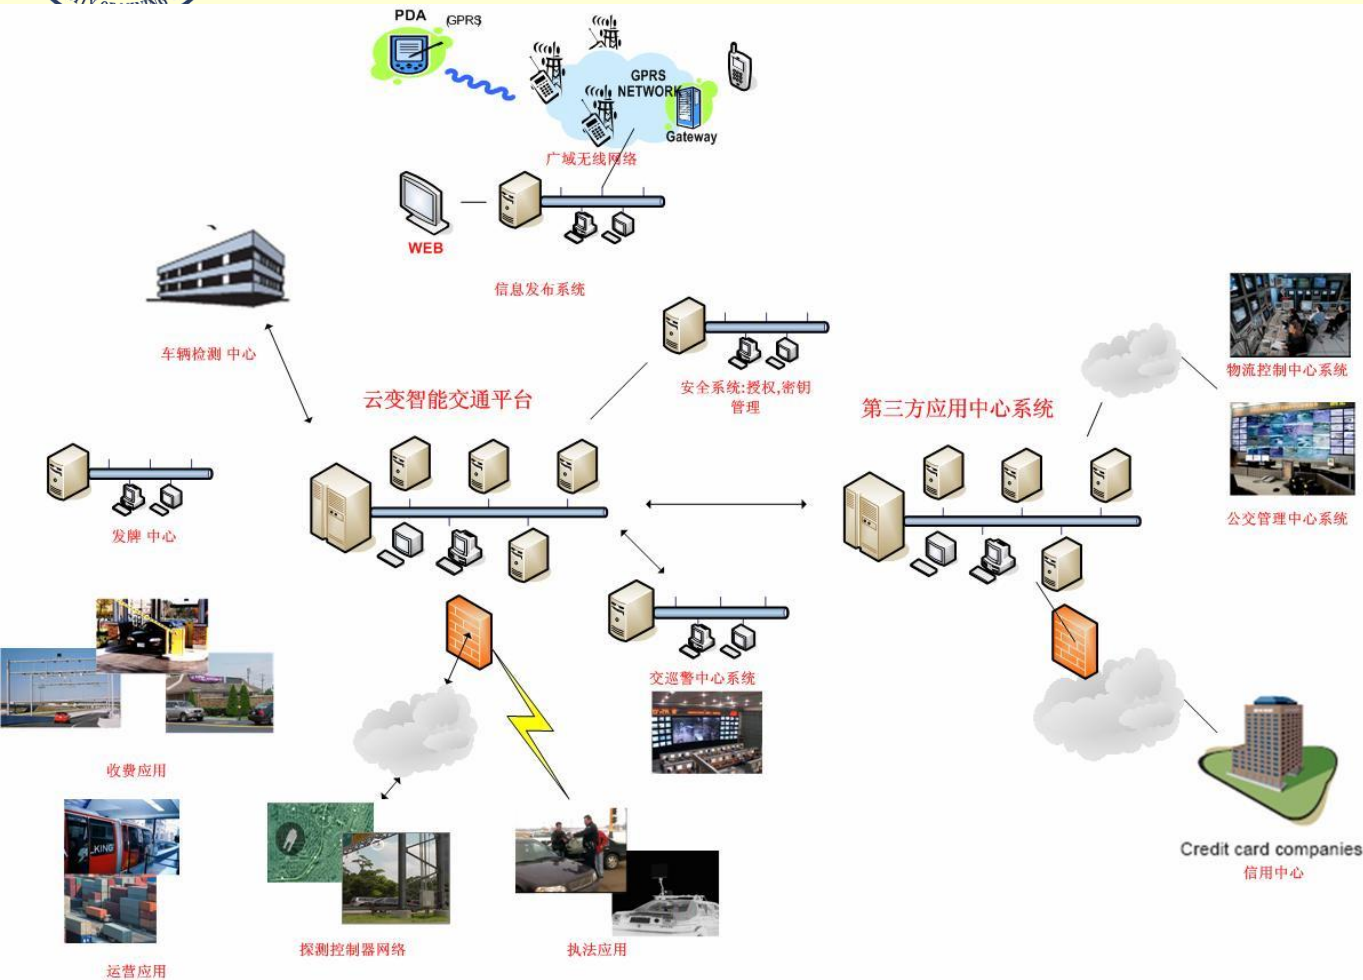 PDA
(GPRS)
GPRS
NETWORK
Gateway
广域无线网络
WEB
信息发布系统
车辆检测 中心
安全系统:授权,密钥
管理
物流控制中心系统
云变智能交通平台
第三方应用中心系统
公交管理中心系统
发牌 中心
交巡警中心系统
收费应用
LKING
Credit card companies
信用中心
探测控制器网络
执法应用
运营应用